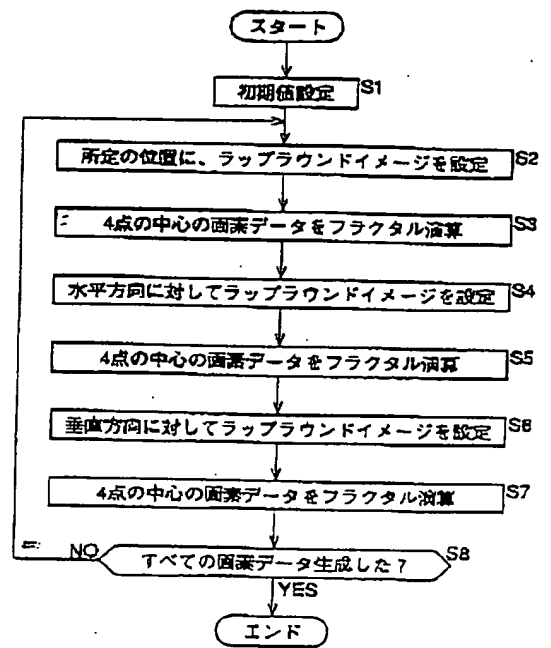 スタート
初期値設定 S1
所定の位置に、ラップラウンドイメージを設定 S2
4点の中心の画素データをフラクタル演算 S3
水平方向に対してラップラウンドイメージを設定 S4
4点の中心の画素データをフラクタル演算 S5
垂直方向に対してラップラウンドイメージを設定 S6
4点の中心の画素データをフラクタル演算 S7
NO すべての画素データ生成した? S8
YES
エンド